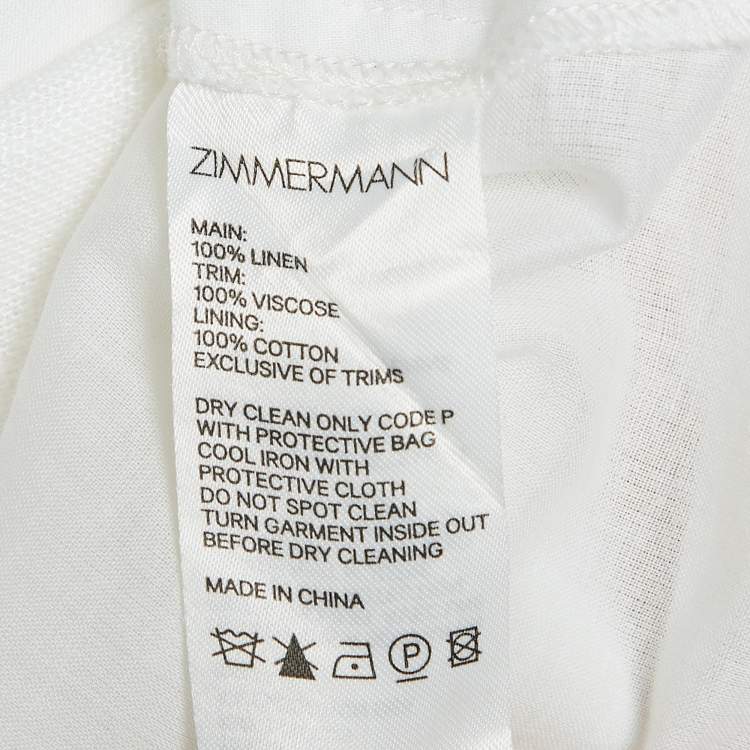 ZIMMERMANN
MAIN:
100% LINEN
TRIM:
100% VISCOSE
LINING:
100% COTTON
EXCLUSIVE OF TRIMS
DRY CLEAN ONLY CODE P
WITH PROTECTIVE BAG
COOL IRON WITH
PROTECTIVE CLOTH
DO NOT SPOT CLEAN
TURN GARMENT INSIDE OUT
BEFORE DRY CLEANING
MADE IN CHINA
P